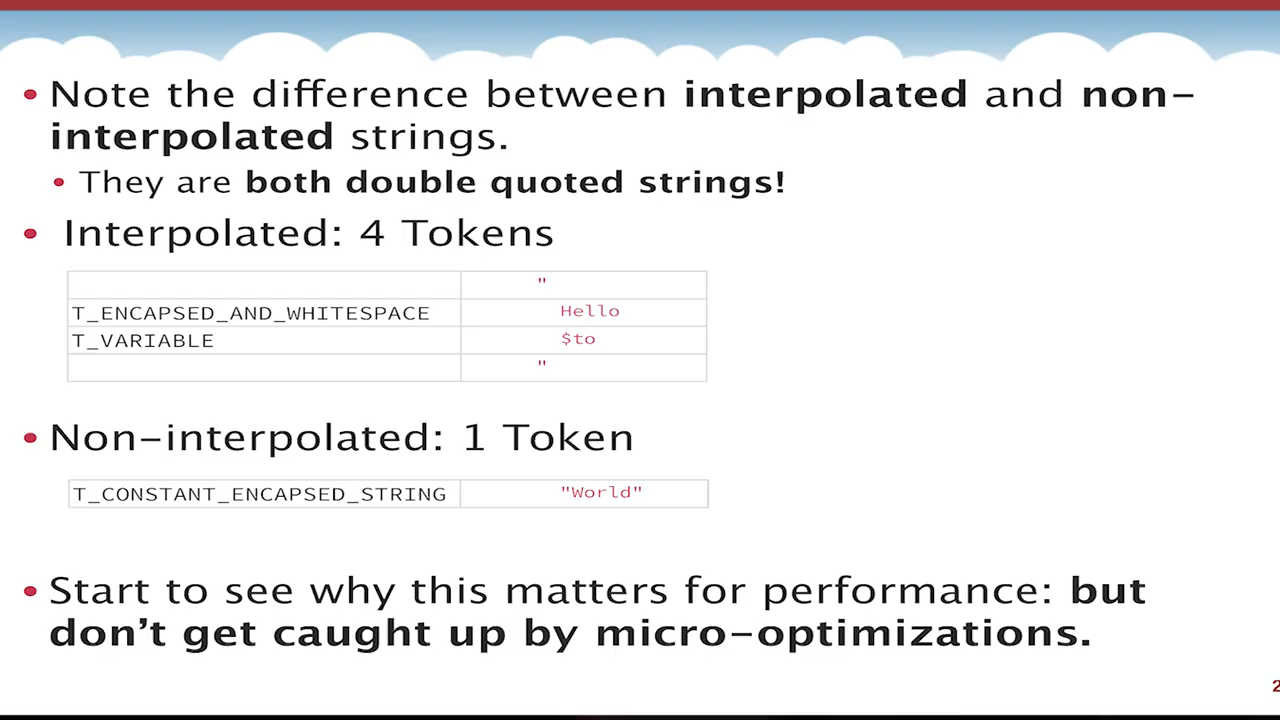 • Note the difference between interpolated and non-
interpolated strings.
• They are both double quoted strings!
• Interpolated: 4 Tokens
"
T_ENCAPSED_AND_WHITESPACE Hello
T_VARIABLE $to
"
• Non-interpolated: 1 Token
T_CONSTANT_ENCAPSED_STRING "World"
• Start to see why this matters for performance: but
don't get caught up by micro-optimizations.